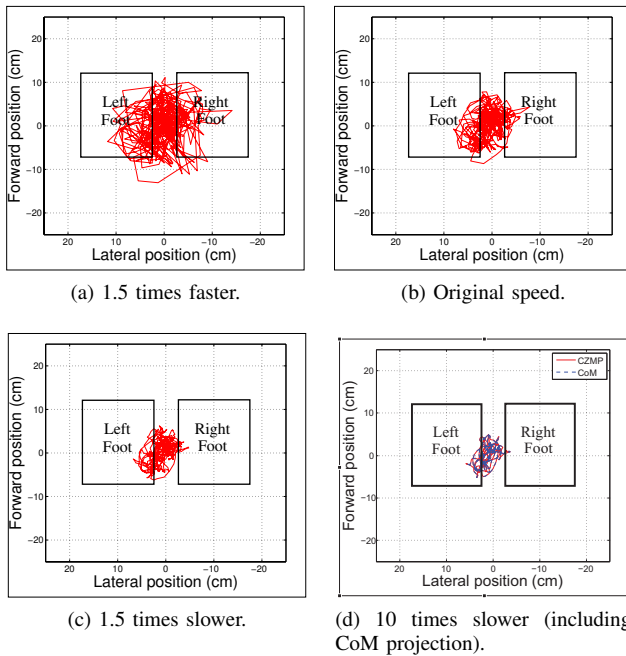 Forward position (cm)
20
10
0
−10
−20
Left
Foot
Right
Foot
20 10 0 −10 −20
Lateral position (cm)
(a) 1.5 times faster.
Forward position (cm)
20
10
0
−10
−20
Left
Foot
Right
Foot
20 10 0 −10 −20
Lateral position (cm)
(b) Original speed.
Forward position (cm)
20
10
0
−10
−20
Left
Foot
Right
Foot
20 10 0 −10 −20
Lateral position (cm)
(c) 1.5 times slower.
CZMP
CoM
Forward position (cm)
20
10
0
−10
−20
Left
Foot
Right
Foot
20 10 0 −10 −20
Lateral position (cm)
(d) 10 times slower (including
CoM projection).